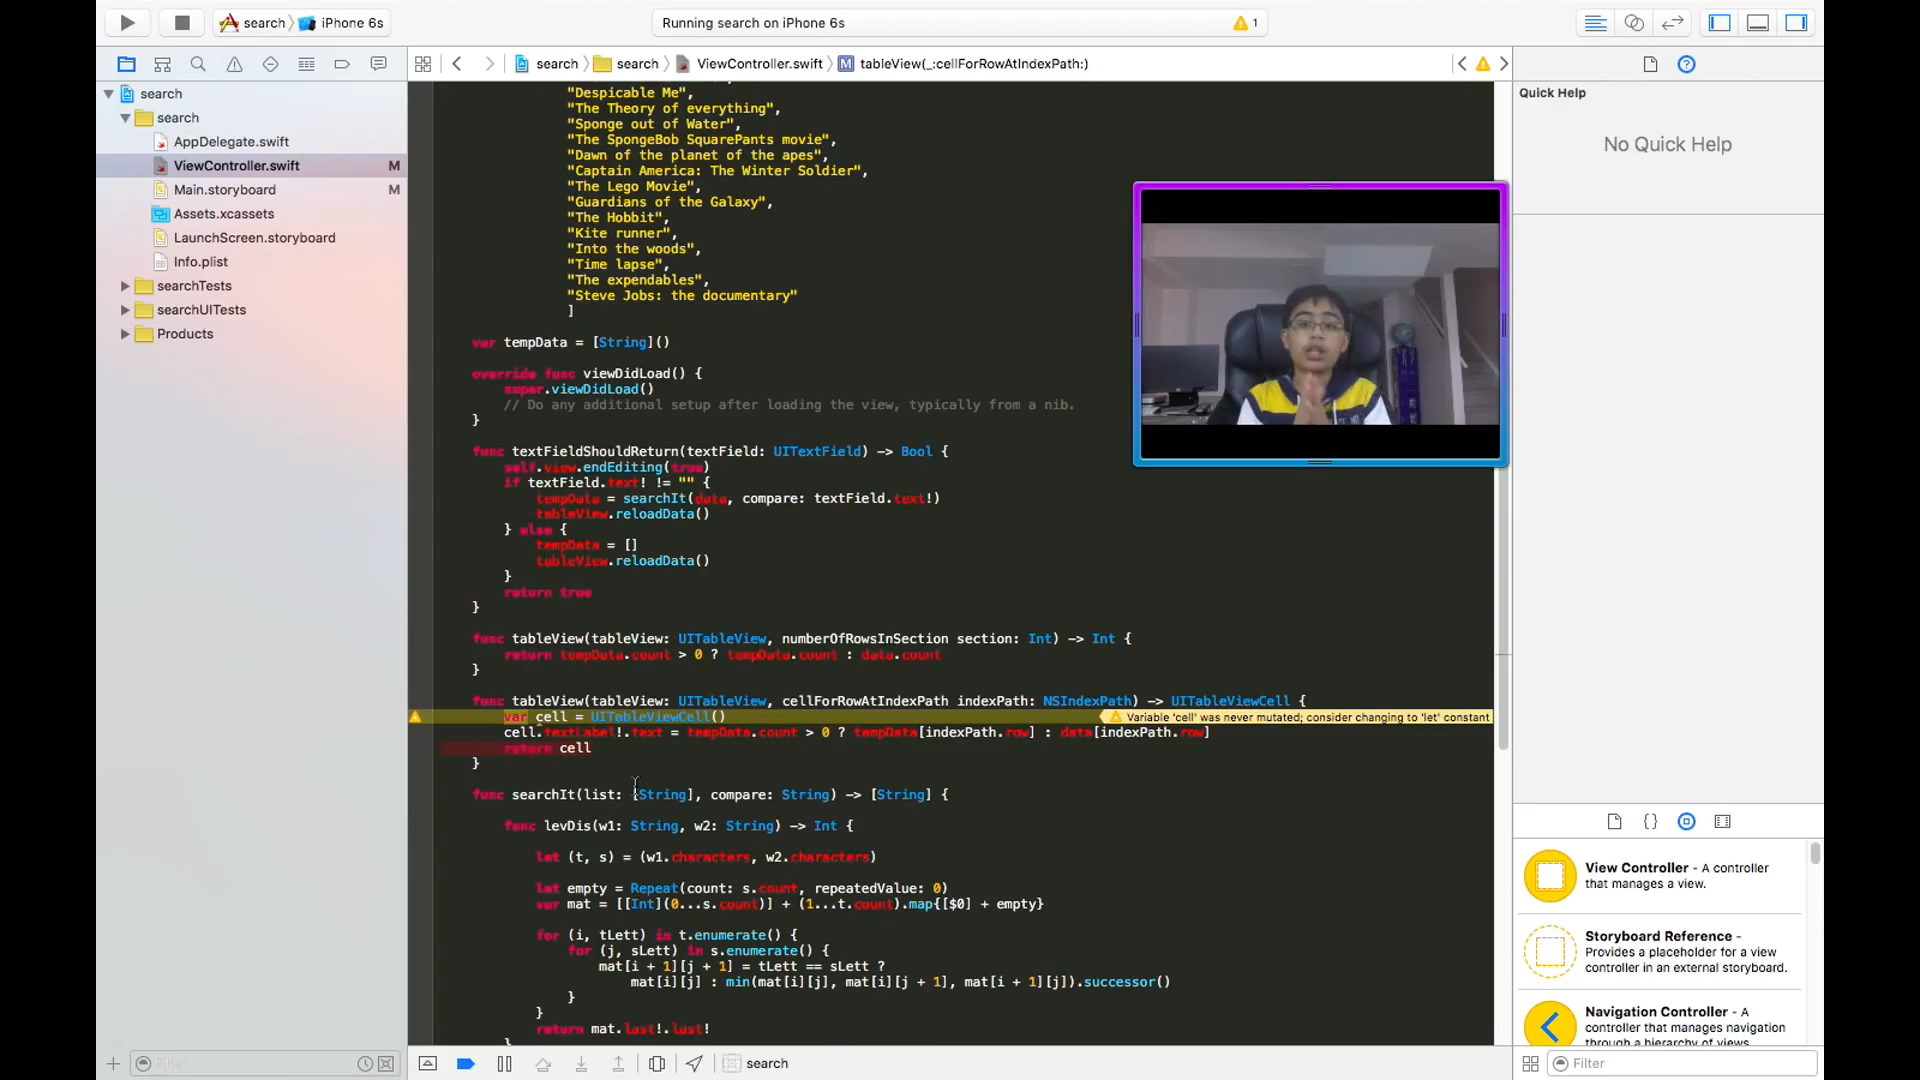 search
iPhone 6s
Running search on iPhone 6s
1
search
search
AppDelegate.swift
ViewController.swift M
Main.storyboard M
Assets.xcassets
LaunchScreen.storyboard
Info.plist
searchTests
searchUITests
Products
Filter
search
search
ViewController.swift
M tableView(_:cellForRowAtIndexPath:)
"Despicable Me",
"The Theory of everything",
"Sponge out of Water",
"The SpongeBob SquarePants movie",
"Dawn of the planet of the apes",
"Captain America: The Winter Soldier",
"The Lego Movie",
"Guardians of the Galaxy",
"The Hobbit",
"Kite runner",
"Into the woods",
"Time lapse",
"The expendables",
"Steve Jobs: the documentary"
]
var tempData = [String]()
override func viewDidLoad() {
super.viewDidLoad()
// Do any additional setup after loading the view, typically from a nib.
}
func textFieldShouldReturn(textField: UITextField) -> Bool {
self.view.endEditing(true)
if textField.text! != "" {
tempData = searchIt(data, compare: textField.text!)
tableView.reloadData()
} else {
tempData = []
tableView.reloadData()
}
return true
}
func tableView(tableView: UITableView, numberOfRowsInSection section: Int) -> Int {
return tempData.count > 0 ? tempData.count : data.count
}
func tableView(tableView: UITableView, cellForRowAtIndexPath indexPath: NSIndexPath) -> UITableViewCell {
var cell = UITableViewCell()
Variable 'cell' was never mutated; consider changing to 'let' constant
cell.textLabel!.text = tempData.count > 0 ? tempData[indexPath.row] : data[indexPath.row]
return cell
}
func searchIt(list: [String], compare: String) -> [String] {
func levDis(w1: String, w2: String) -> Int {
let (t, s) = (w1.characters, w2.characters)
let empty = Repeat(count: s.count, repeatedValue: 0)
var mat = [[Int](0...s.count)] + (1...t.count).map{[$0] + empty}
for (i, tLett) in t.enumerate() {
for (j, sLett) in s.enumerate() {
mat[i + 1][j + 1] = tLett == sLett ?
mat[i][j] : min(mat[i][j], mat[i][j + 1], mat[i + 1][j]).successor()
}
}
return mat.last!.last!
}
search
Quick Help
No Quick Help
{}
View Controller - A controller
that manages a view.
Storyboard Reference -
Provides a placeholder for a view
controller in an external storyboard.
Navigation Controller - A
controller that manages navigation
through a hierarchy of views.
Filter